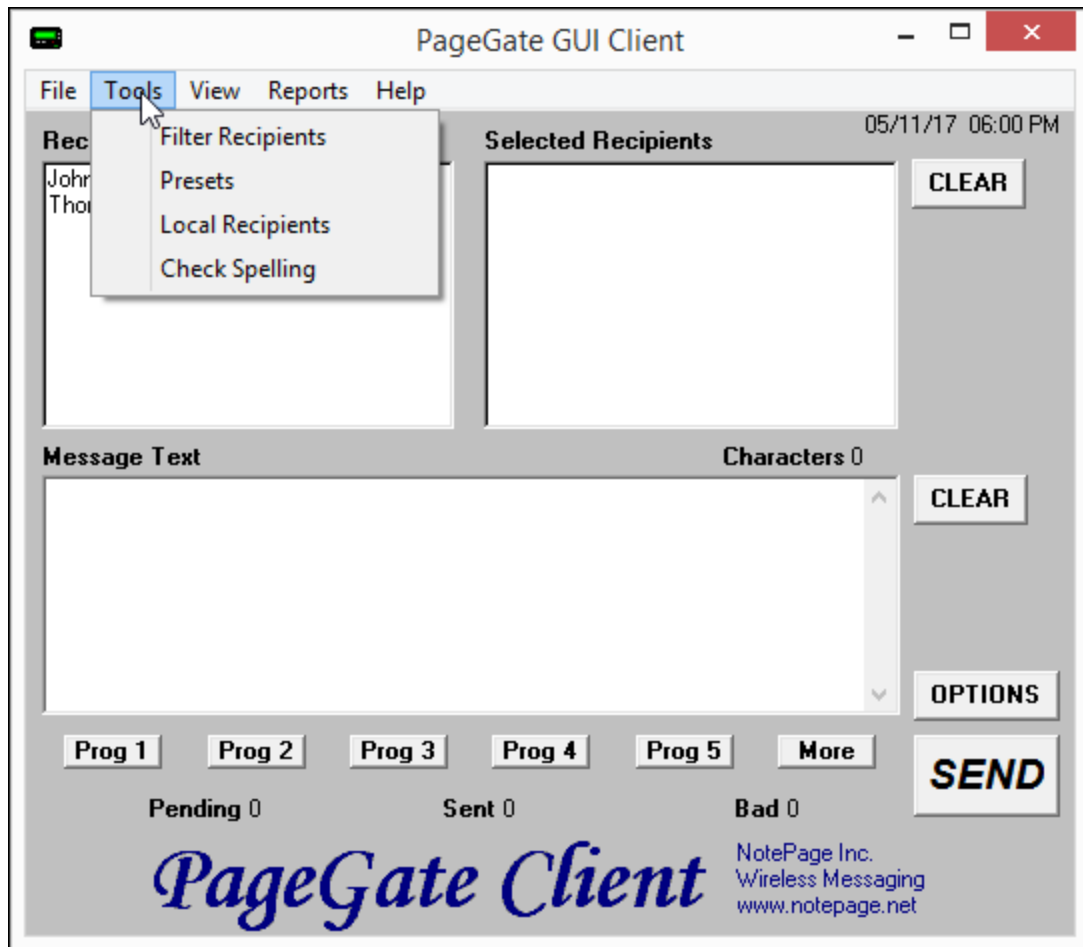 PageGate GUI Client
File Tools View Reports Help
05/11/17 06:00 PM
Selected Recipients
Filter Recipients
Presets
Local Recipients
Check Spelling
CLEAR
Message Text Characters 0
CLEAR
OPTIONS
Prog 1 Prog 2 Prog 3 Prog 4 Prog 5 More
SEND
Pending 0 Sent 0 Bad 0
PageGate Client
NotePage Inc.
Wireless Messaging
www.notepage.net